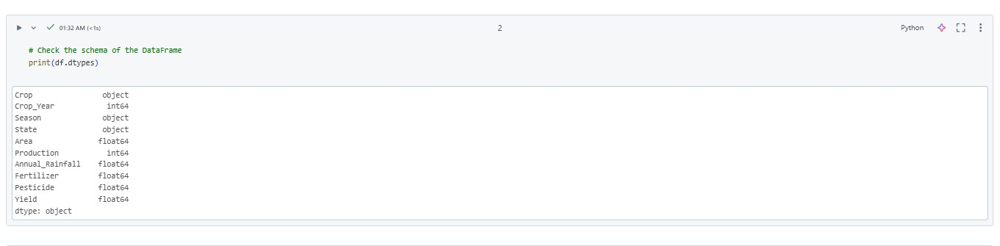 01:32 AM (<1s) 2 Python
# Check the schema of the DataFrame
print(df.dtypes)
Crop object
Crop_Year int64
Season object
State object
Area float64
Production int64
Annual_Rainfall float64
Fertilizer float64
Pesticide float64
Yield float64
dtype: object